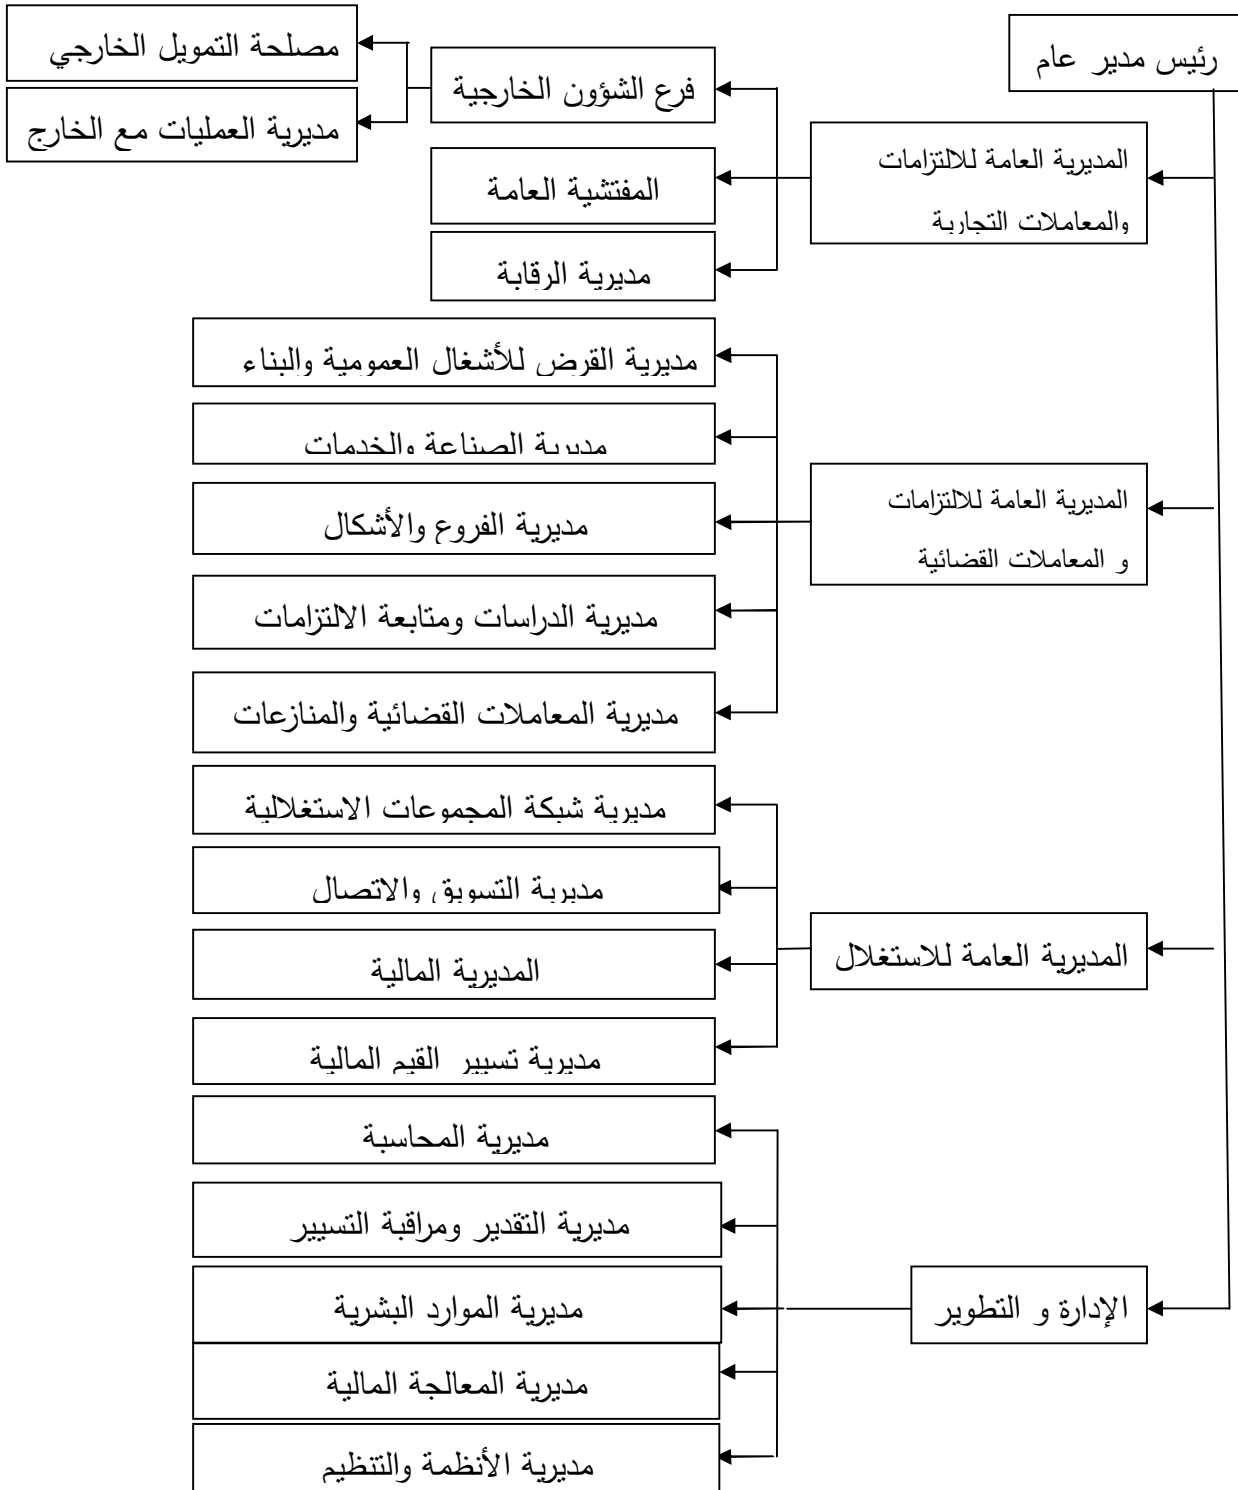 رئيس مدير عام
مصلحة التمويل الخارجي
فرع الشؤون الخارجية
مديرية العمليات مع الخارج
المديرية العامة للالتزامات
والمعاملات التجارية
المفتشية العامة
مديرية الرقابة
مديرية القرض للأشغال العمومية والبناء
مديرية الصناعة والخدمات
المديرية العامة للالتزامات
و المعاملات القضائية
مديرية الفروع والأشكال
مديرية الدراسات ومتابعة الالتزامات
مديرية المعاملات القضائية والمنازعات
مديرية شبكة المجموعات الاستغلالية
مديرية التسويق والاتصال
المديرية العامة للاستغلال
المديرية المالية
مديرية تسيير القيم المالية
مديرية المحاسبة
مديرية التقدير ومراقبة التسيير
الإدارة و التطوير
مديرية الموارد البشرية
مديرية المعالجة المالية
مديرية الأنظمة والتنظيم